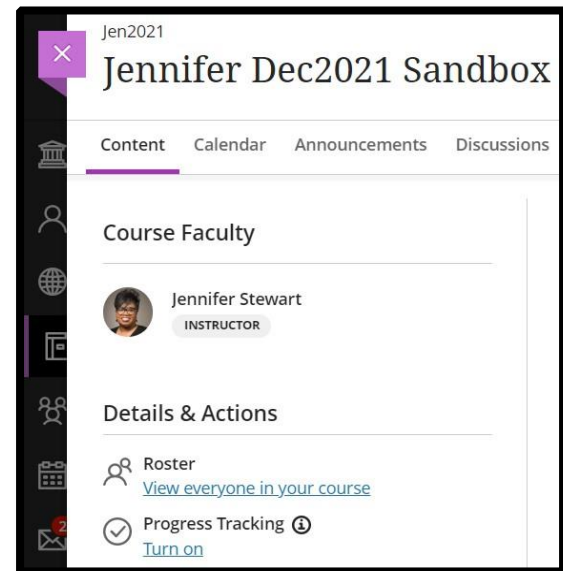 Jen2021
Jennifer Dec2021 Sandbox
Content Calendar Announcements Discussions
Course Faculty
Jennifer Stewart
INSTRUCTOR
Details & Actions
Roster
View everyone in your course
Progress Tracking
Turn on
2